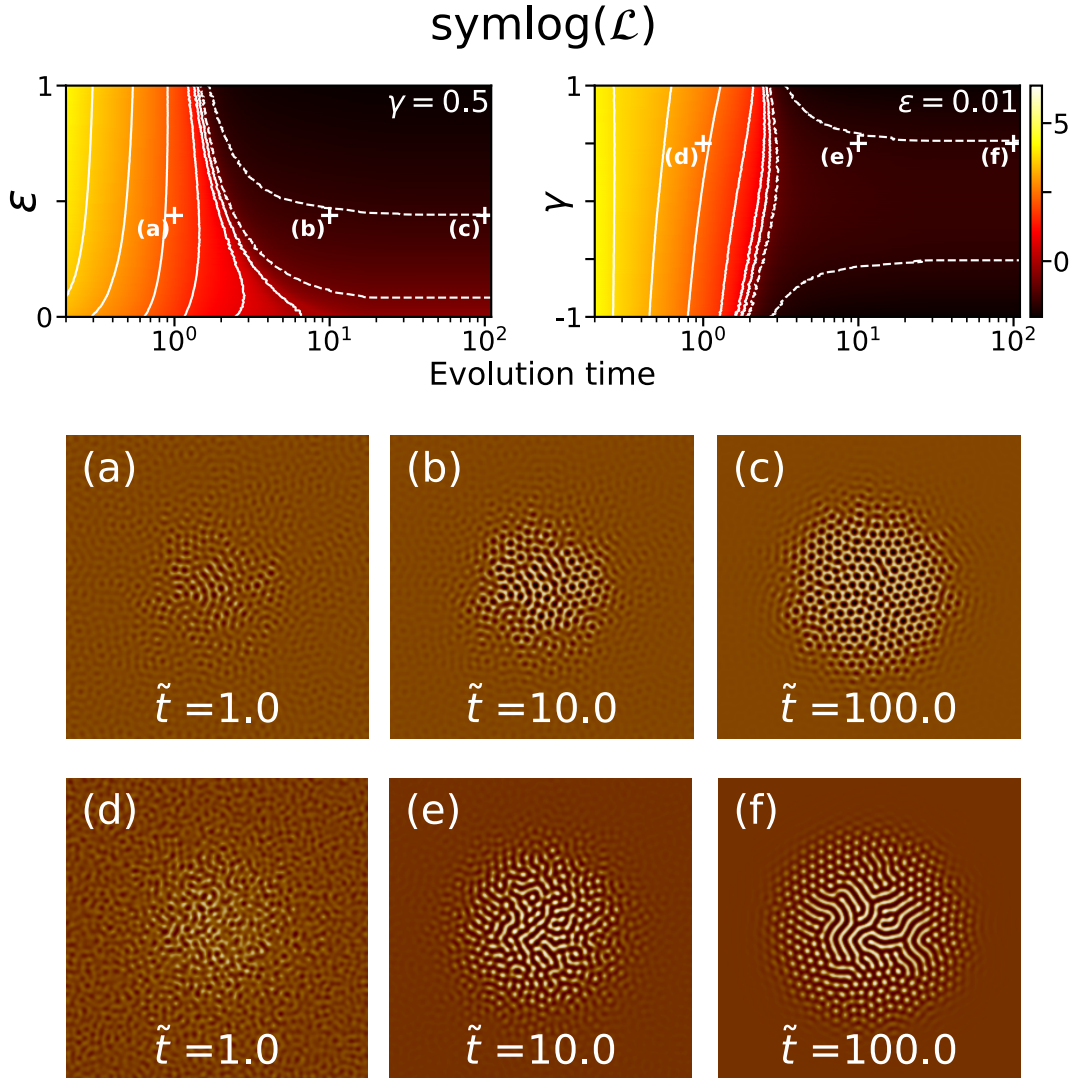 symlog(ℒ)
1
γ = 0.5
ε
(a)
(b)
(c)
0
10⁰
10¹
10²
1
ε = 0.01
γ
(d)
(e)
(f)
-1
10⁰
10¹
10²
5
0
Evolution time
(a)
t̃ =1.0
(b)
t̃ =10.0
(c)
t̃ =100.0
(d)
t̃ =1.0
(e)
t̃ =10.0
(f)
t̃ =100.0